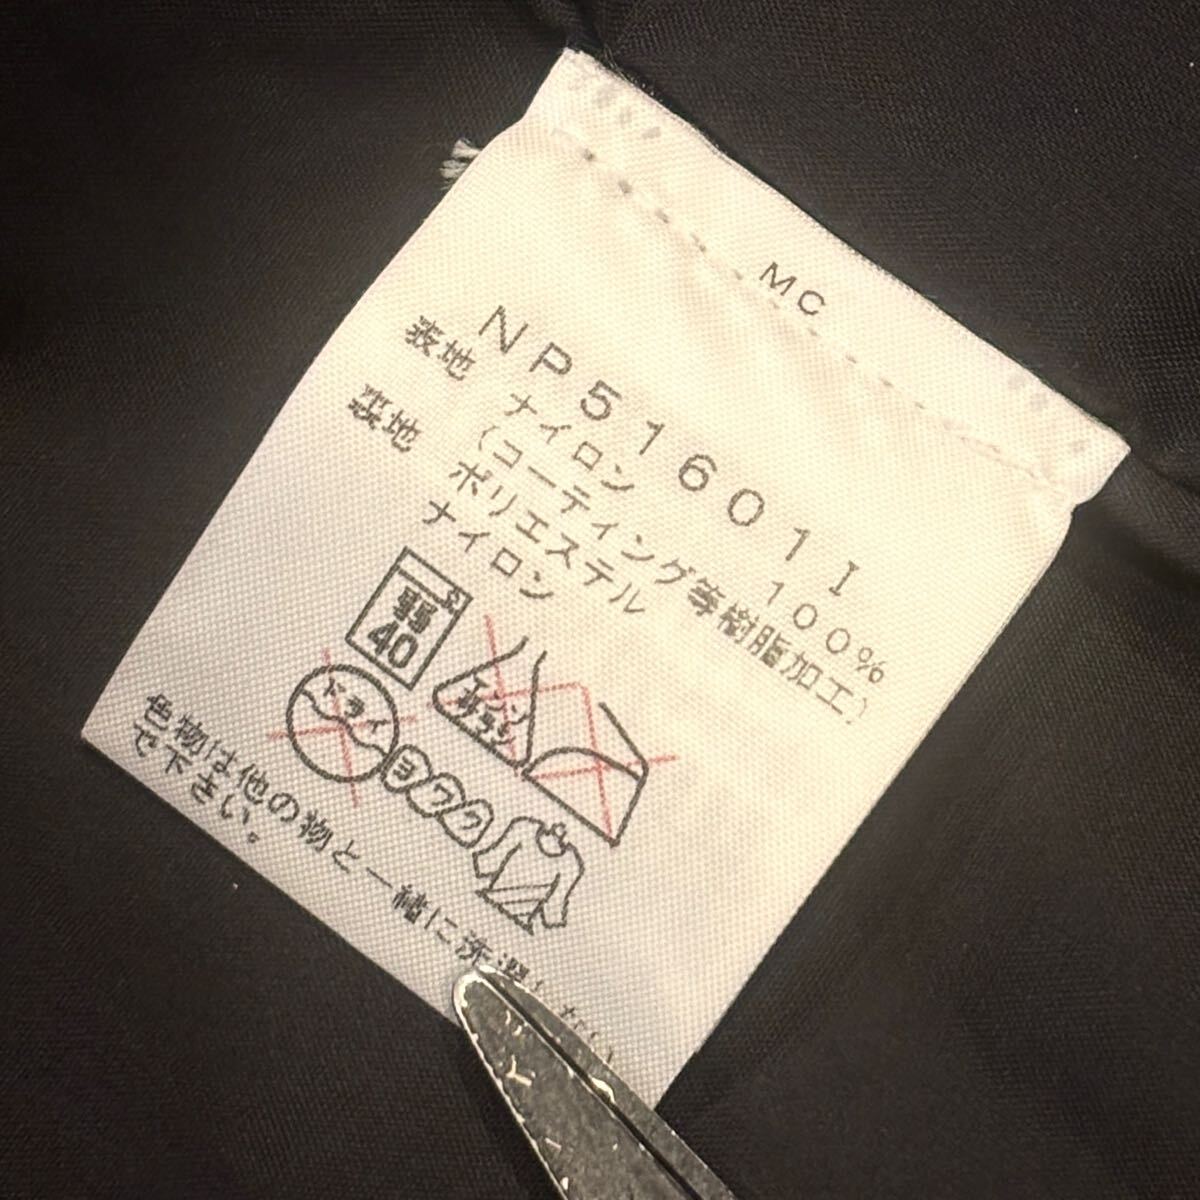 MC
NP51601I
表地 ナイロン 100%
(コーティング等樹脂加工)
裏地 ポリエステル
ナイロン
弱
40
エンソ
サラシ
ドライ
ヨワク
色物は他の物と一緒に洗濯しない
で下さい。